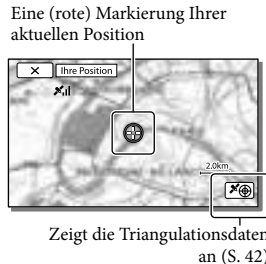 Eine (rote) Markierung Ihrer
aktuellen Position
× Ihre Position
2.0km
Zeigt die Triangulationsdaten
an (S. 42)